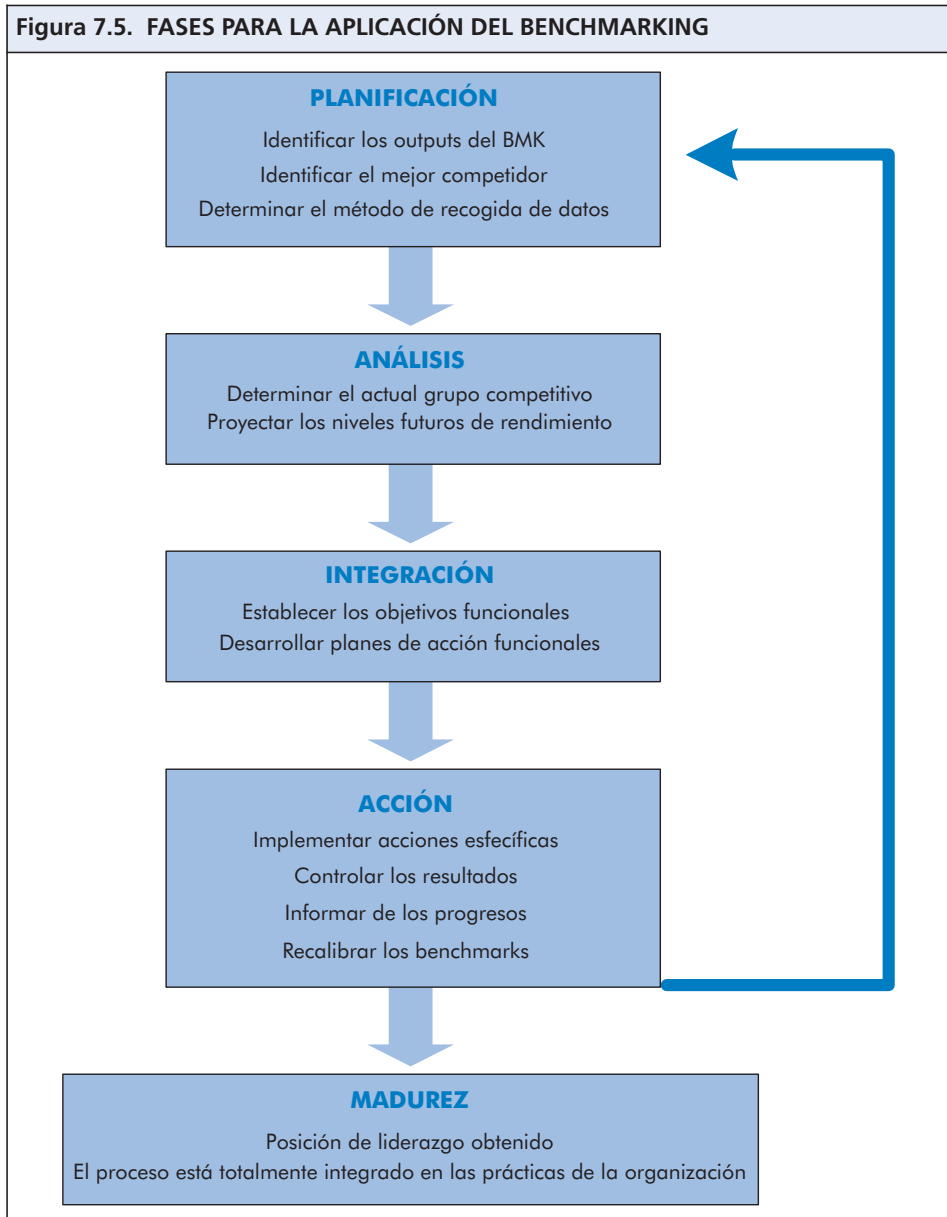 Figura 7.5. FASES PARA LA APLICACIÓN DEL BENCHMARKING
PLANIFICACIÓN
Identificar los outputs del BMK
Identificar el mejor competidor
Determinar el método de recogida de datos
ANÁLISIS
Determinar el actual grupo competitivo
Proyectar los niveles futuros de rendimiento
INTEGRACIÓN
Establecer los objetivos funcionales
Desarrollar planes de acción funcionales
ACCIÓN
Implementar acciones esfecíficas
Controlar los resultados
Informar de los progresos
Recalibrar los benchmarks
MADUREZ
Posición de liderazgo obtenido
El proceso está totalmente integrado en las prácticas de la organización